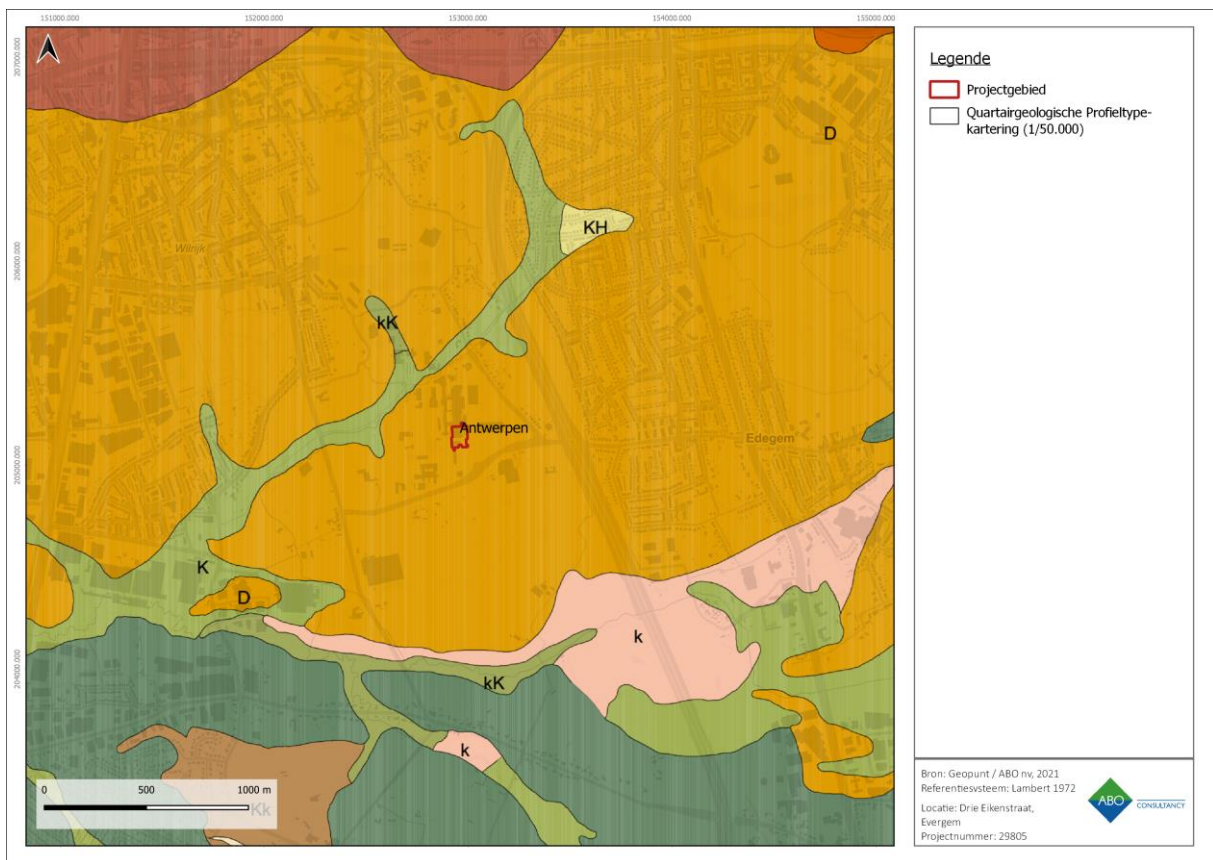 151000.000
152000.000
153000.000
154000.000
155000.000
207000.000
206000.000
205000.000
204000.000
D
KH
Wilrijk
kK
Antwerpen
Edegem
K
D
k
kK
k
Kk
0 500 1000 m
Legende
Projectgebied
Quartairgeologische Profieltype-
kartering (1/50.000)
Bron: Geopunt / ABO nv, 2021
Referentiesysteem: Lambert 1972
Locatie: Drie Eikenstraat,
Evergem
Projectnummer: 29805
ABO CONSULTANCY